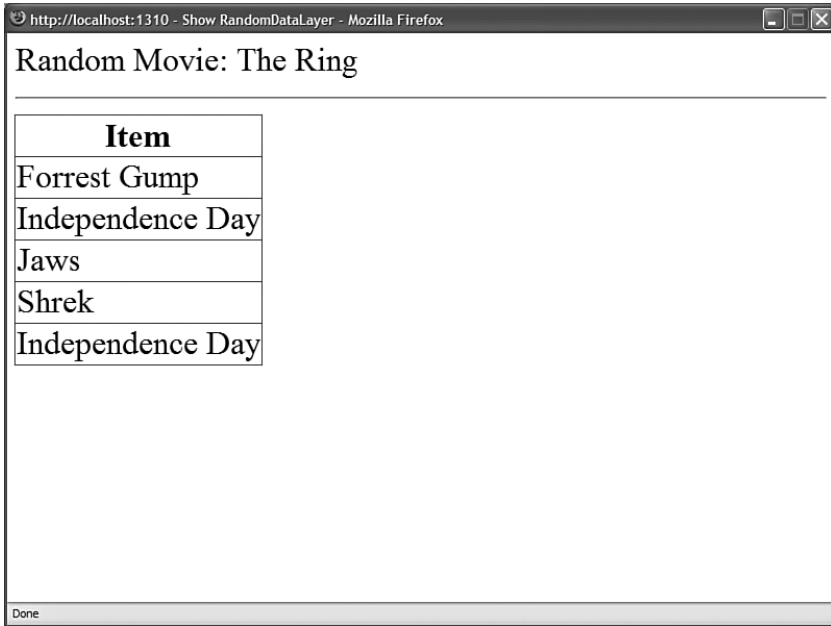 http://localhost:1310 - Show RandomDataLayer - Mozilla Firefox
Random Movie: The Ring
Item
Forrest Gump
Independence Day
Jaws
Shrek
Independence Day
Done